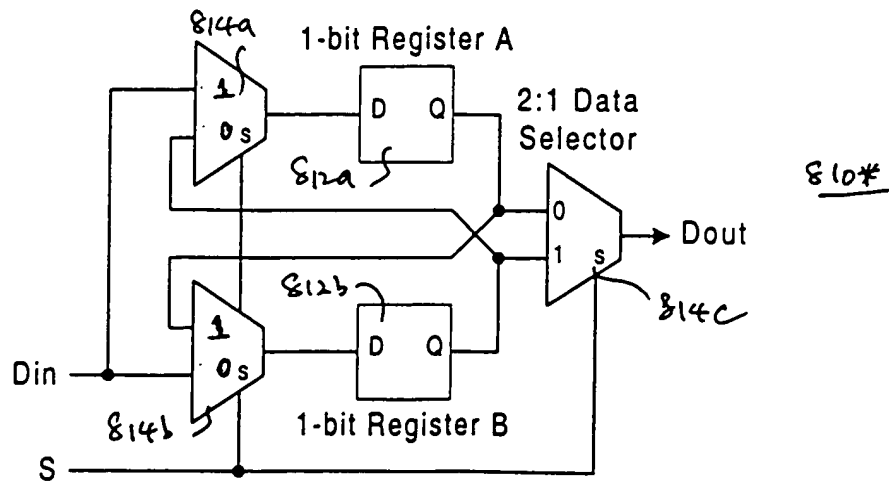 814a
1-bit Register A
1
0 s
D Q
812a
2:1 Data
Selector
810*
0
1
s
Dout
814c
812b
1
0 s
D Q
Din
814b
1-bit Register B
S